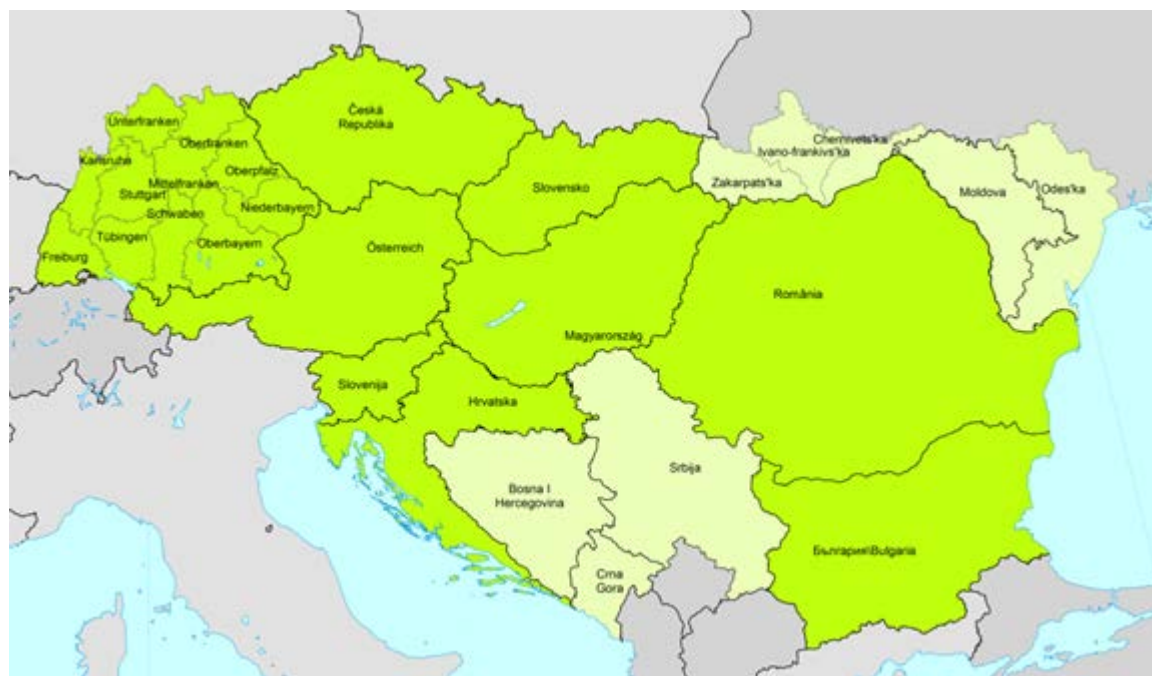 Česká
Republika
Unterfranken
Oberfranken
Karlsruhe
Oberpfalz
Mittelfranken
Stuttgart
Niederbayern
Schwaben
Tübingen
Oberbayern
Freiburg
Österreich
Slovensko
Chernivets'ka
Ivano-frankivs'ka
Zakarpats'ka
Moldova
Odes'ka
România
Magyarország
Slovenija
Hrvatska
Srbija
Bosna I
Hercegovina
Crna
Gora
България\Bulgaria